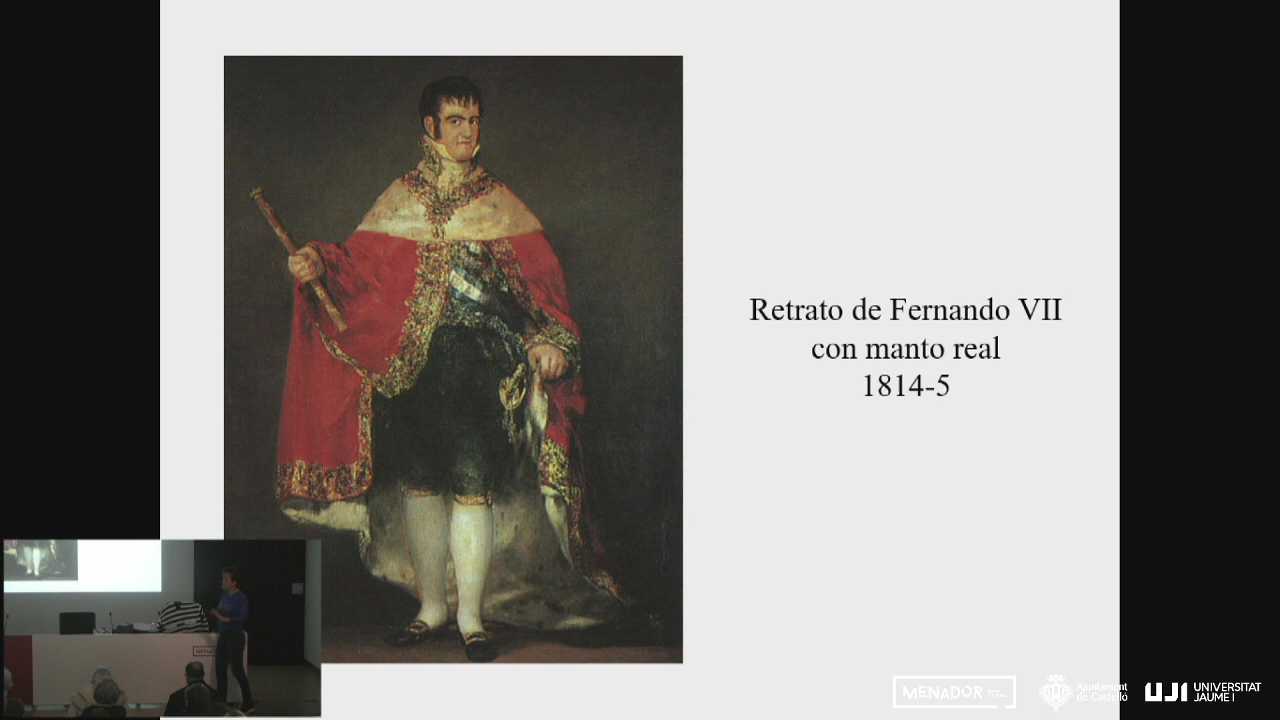 Retrato de Fernando VII
con manto real
1814-5
MENADOR
Ajuntament
de Castelló
UJI UNIVERSITAT
JAUME I